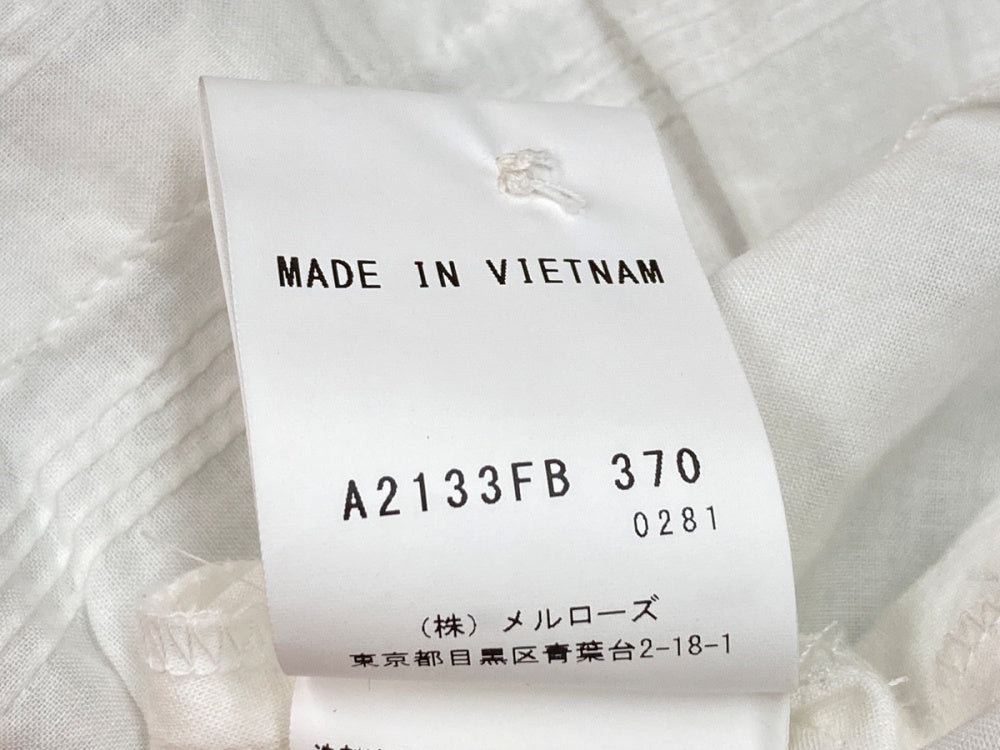 MADE IN VIETNAM
A2133FB 370
0281
(株) メルローズ
東京都目黒区青葉台2-18-1